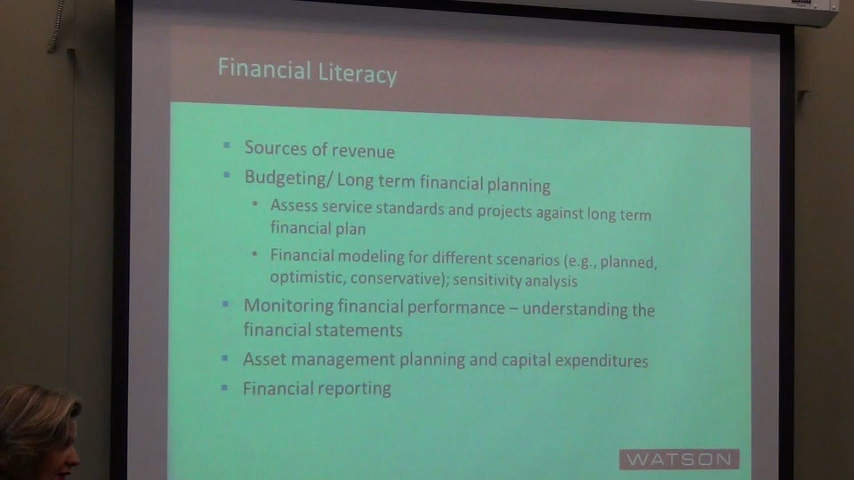 Financial Literacy
Sources of revenue
Budgeting/ Long term financial planning
Assess service standards and projects against long term
financial plan
Financial modeling for different scenarios (e.g., planned,
optimistic, conservative); sensitivity analysis
Monitoring financial performance – understanding the
financial statements
Asset management planning and capital expenditures
Financial reporting
WATSON